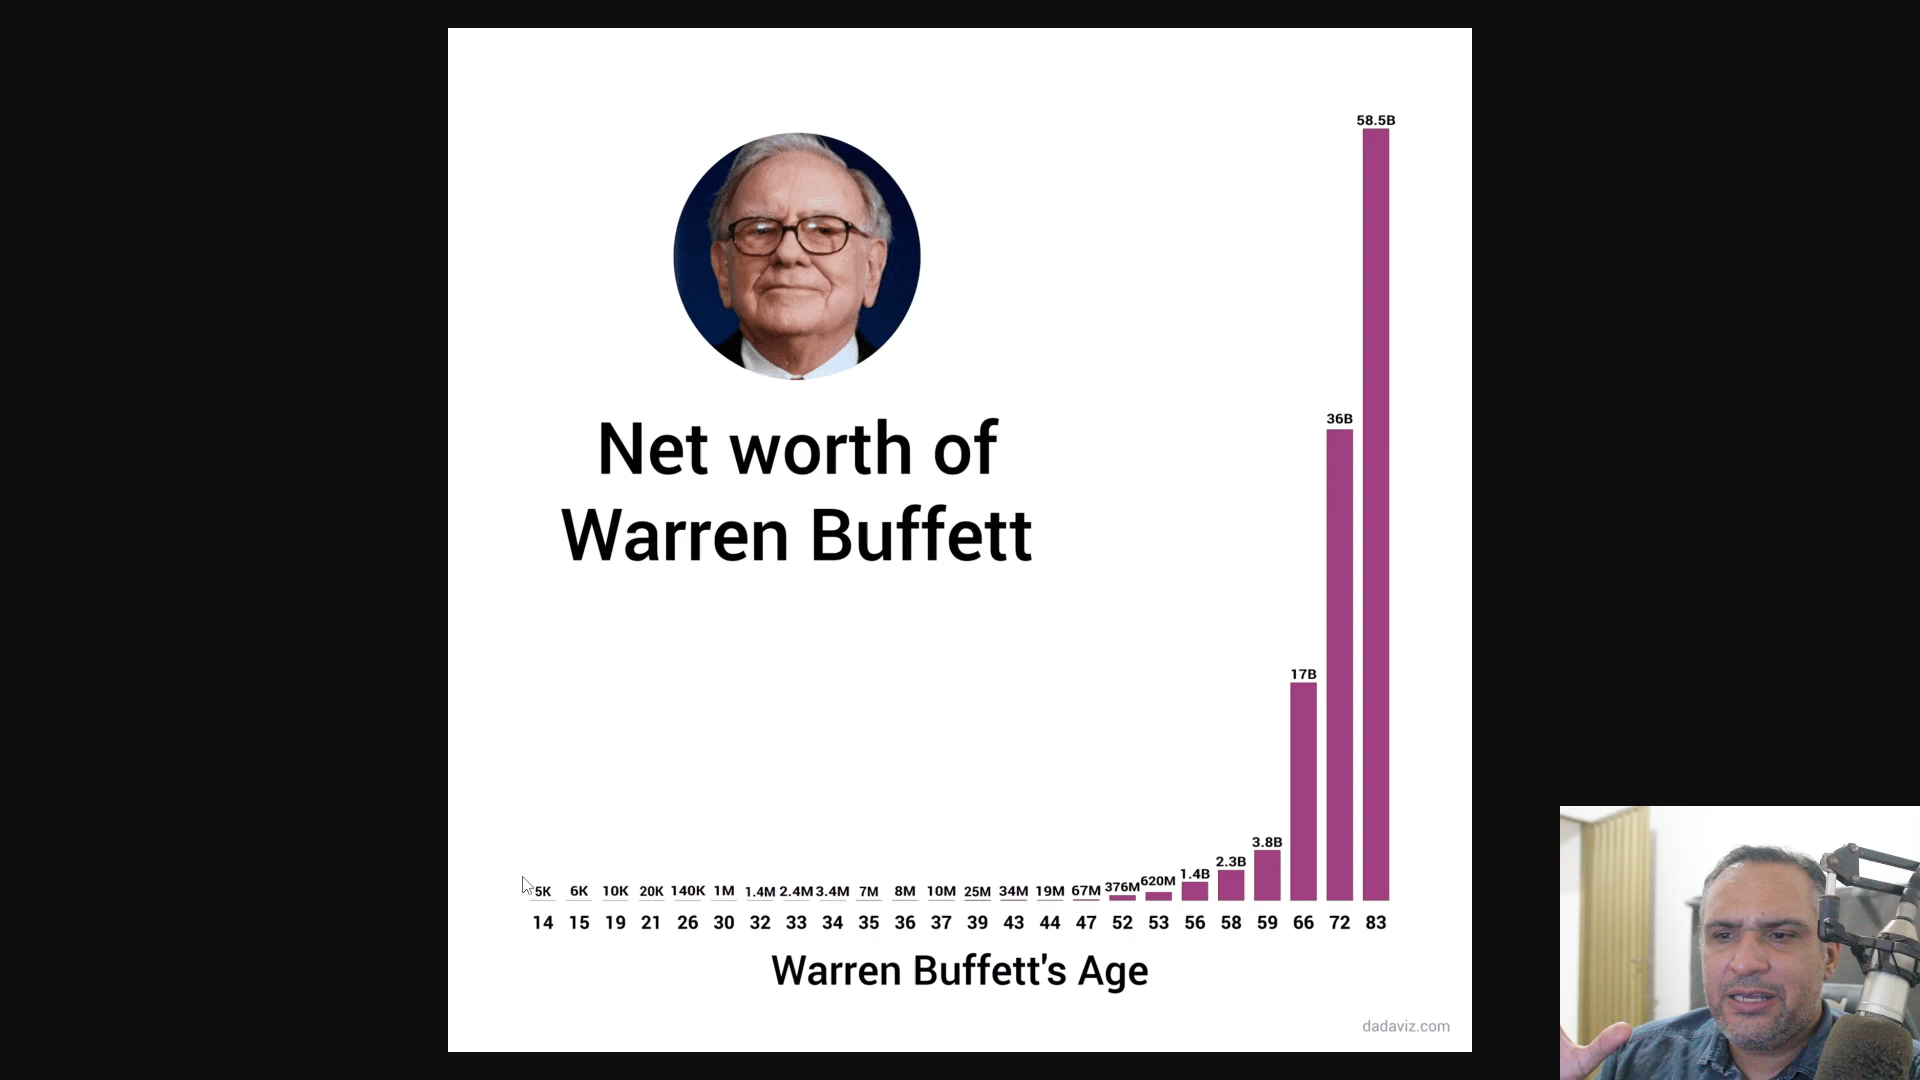 58.5B
36B
Net worth of
Warren Buffett
17B
3.8B
2.3B
1.4B
5K 6K 10K 20K 140K 1M 1.4M 2.4M 3.4M 7M 8M 10M 25M 34M 19M 67M 376M 620M
14 15 19 21 26 30 32 33 34 35 36 37 39 43 44 47 52 53 56 58 59 66 72 83
Warren Buffett's Age
dadaviz.com